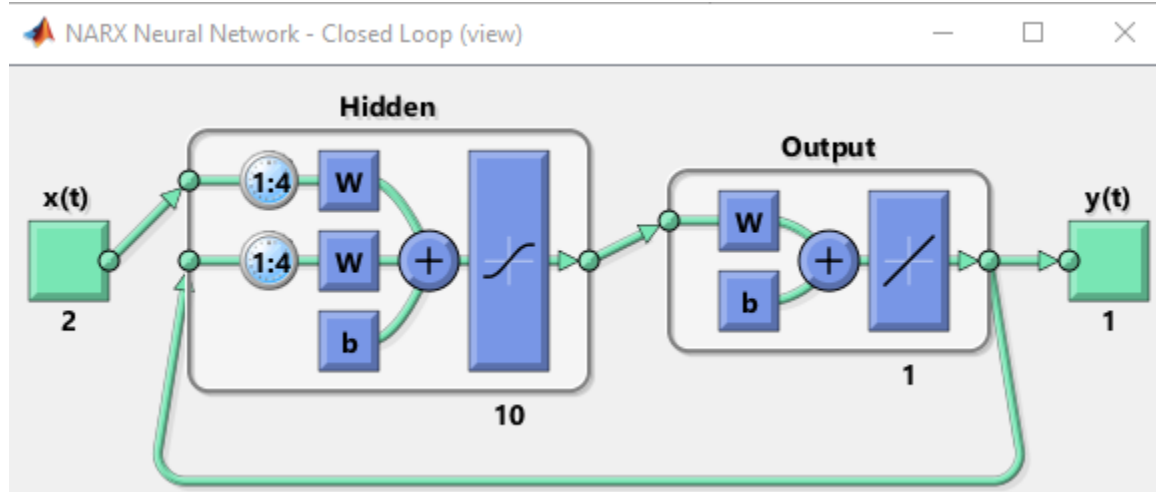 NARX Neural Network - Closed Loop (view)
Hidden
Output
x(t)
y(t)
1:4
W
W
1:4
W
b
b
2
1
1
10